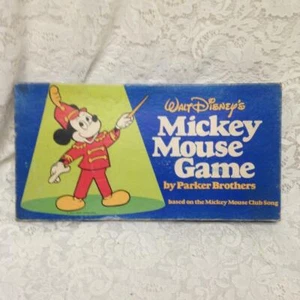 Walt Disney's
Mickey
Mouse
Game
by Parker Brothers
based on the Mickey Mouse Club Song